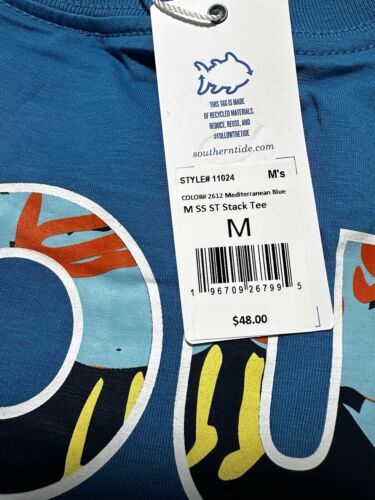 THIS TAG IS MADE
OF RECYCLED MATERIALS.
REDUCE, REUSE, AND
#FOLLOWTHETIDE
southerntide.com
STYLE# 11024 M's
COLOR# 2612 Mediterranean Blue
M SS ST Stack Tee
M
1 96709 26799 5
$48.00
OU